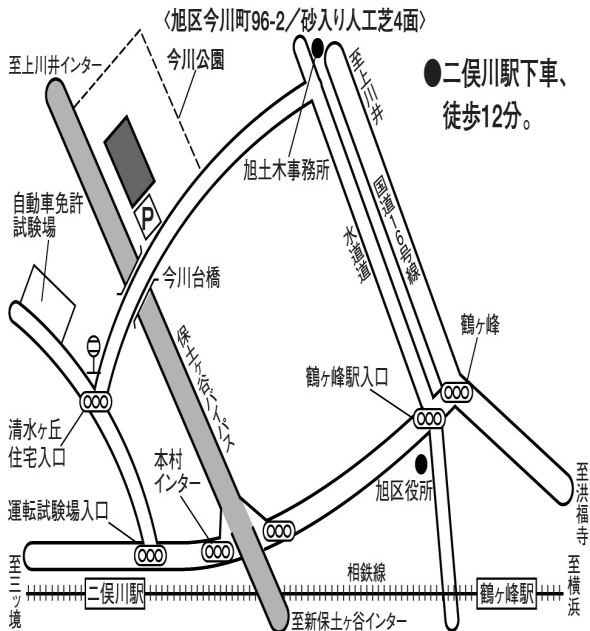 〈旭区今川町96-2／砂入り人工芝4面〉
至上川井インター
今川公園
至上川井
●二俣川駅下車、
徒歩12分。
旭土木事務所
自動車免許
試験場
P
国道16号線
水道道
今川台橋
保土ヶ谷バイパス
鶴ヶ峰
鶴ヶ峰駅入口
清水ヶ丘
住宅入口
本村
インター
旭区役所
至洪福寺
運転試験場入口
至三ッ境
二俣川駅
相鉄線
鶴ヶ峰駅
至横浜
至新保土ヶ谷インター